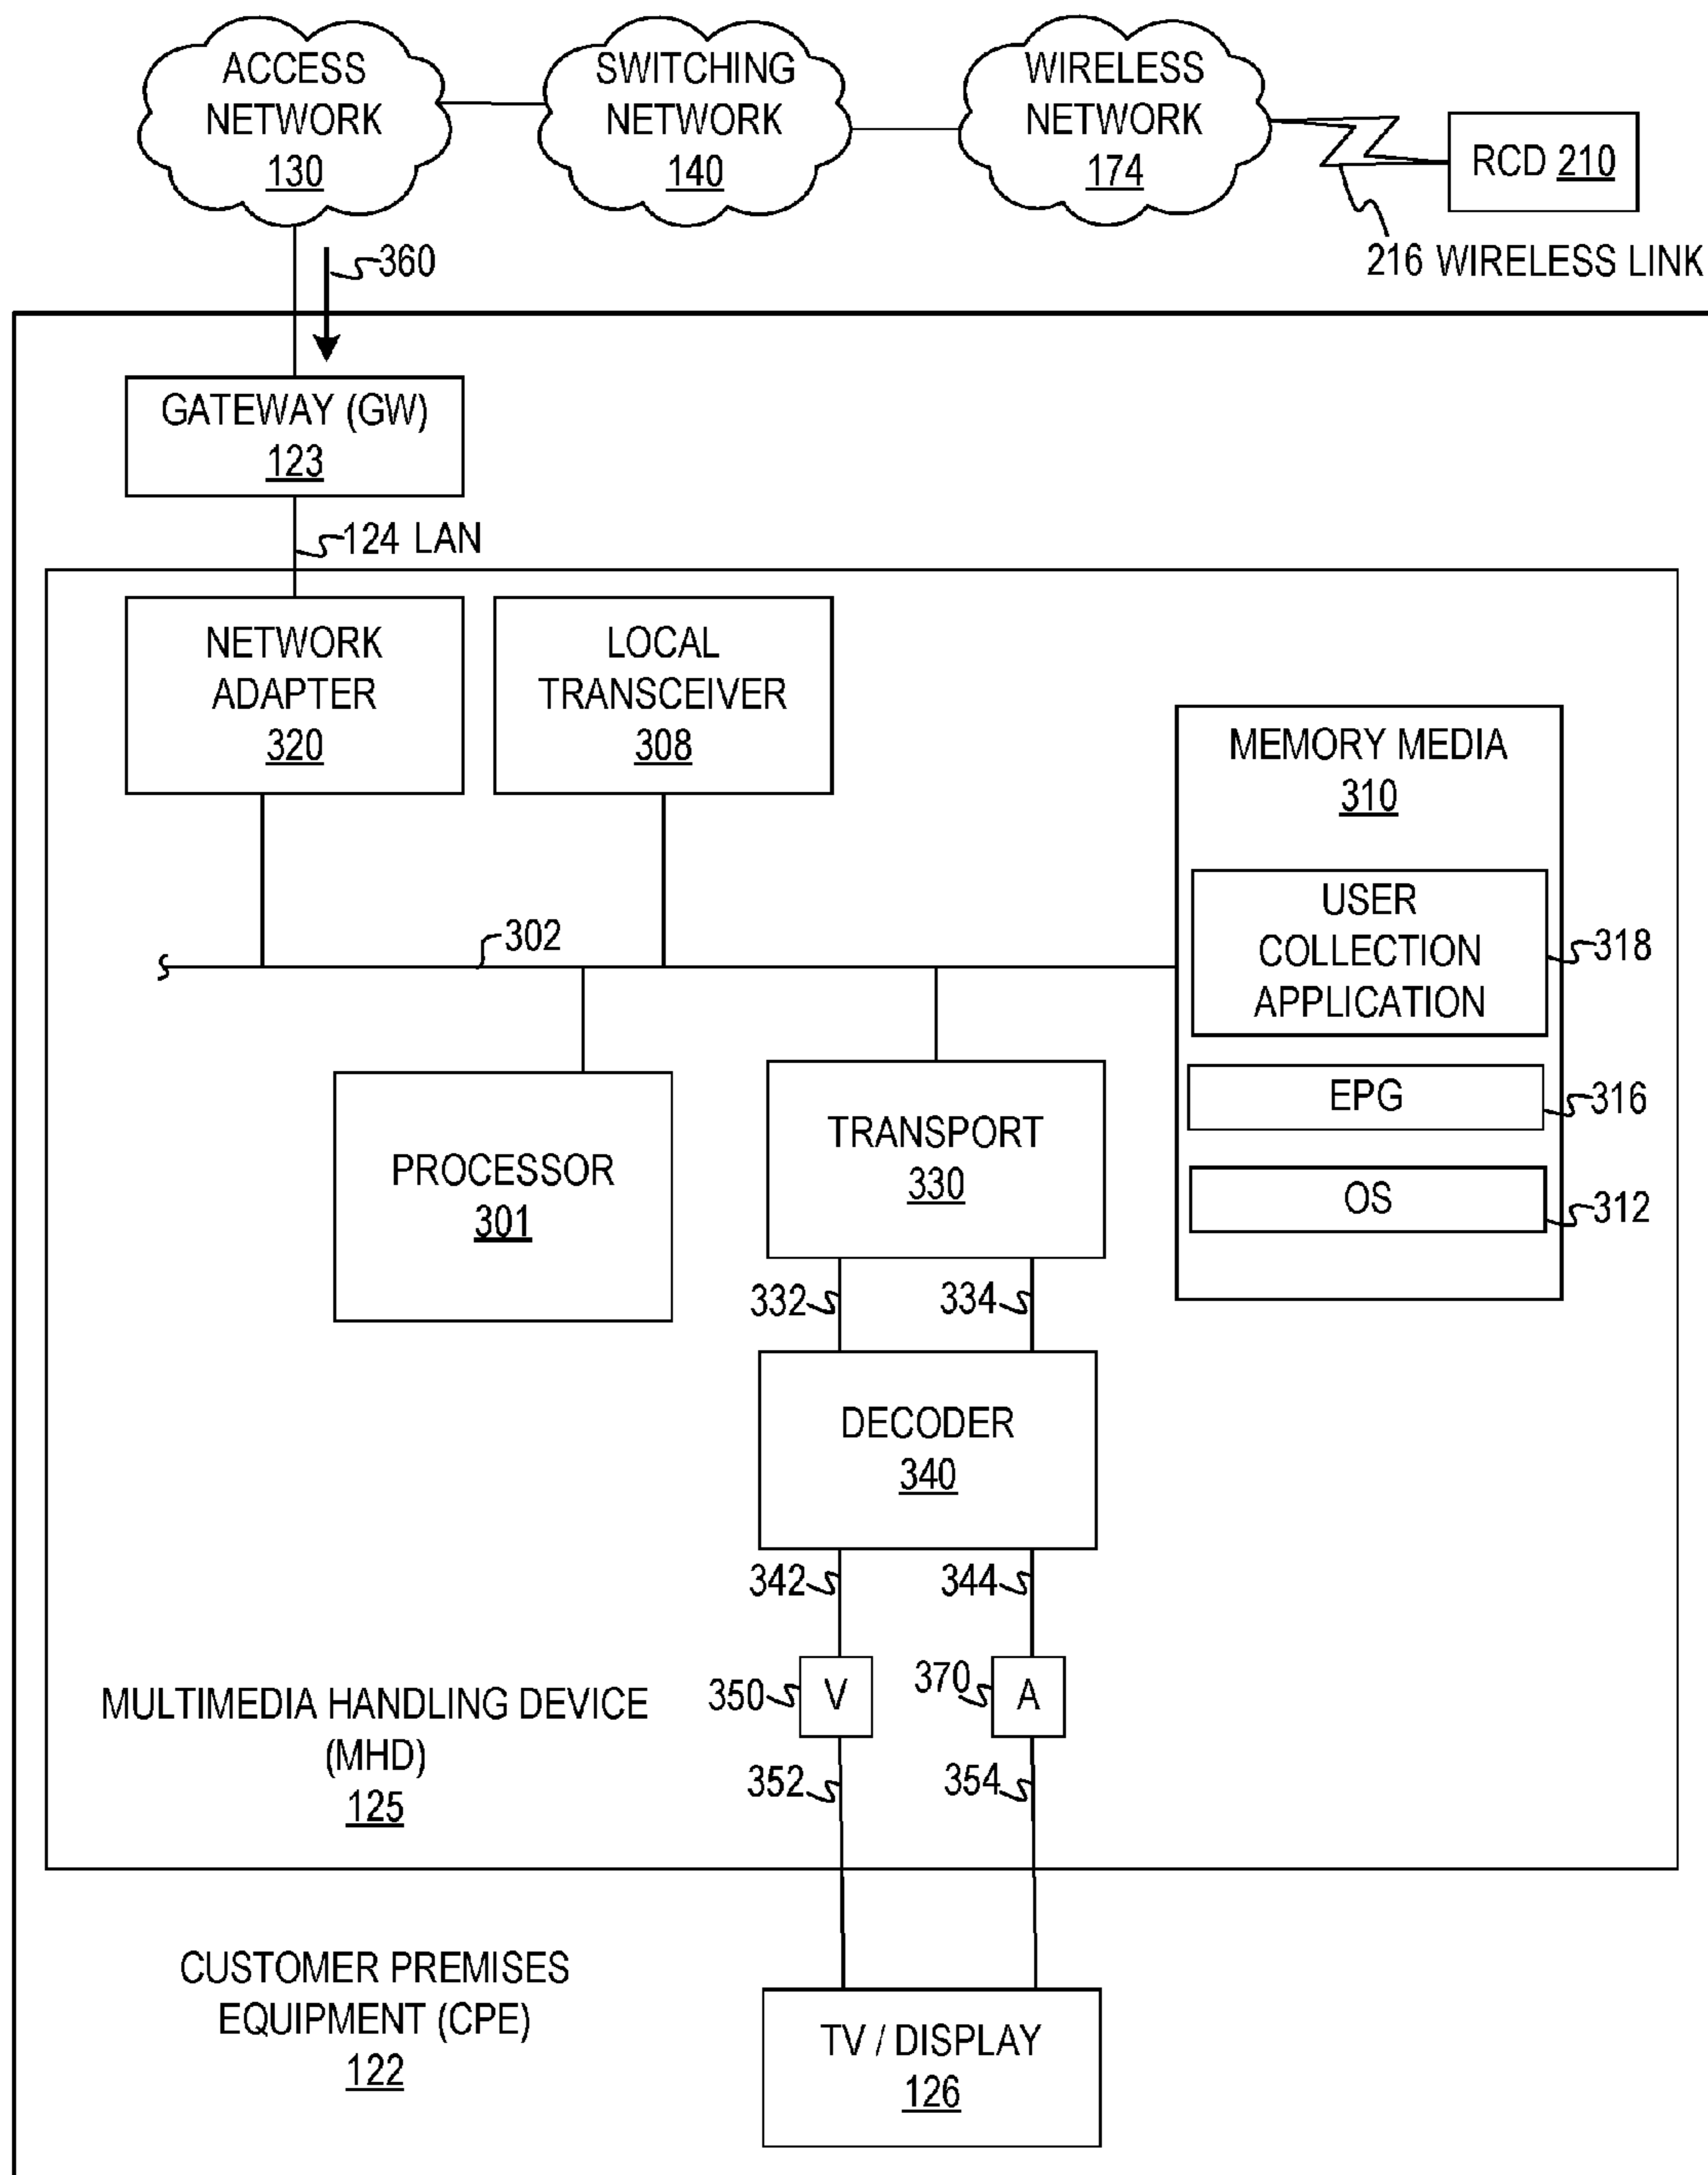 ACCESS
NETWORK
130
SWITCHING
NETWORK
140
WIRELESS
NETWORK
174
RCD 210
216 WIRELESS LINK
360
GATEWAY (GW)
123
124 LAN
NETWORK
ADAPTER
320
LOCAL
TRANSCEIVER
308
MEMORY MEDIA
310
USER
COLLECTION
APPLICATION
318
302
EPG
316
OS
312
PROCESSOR
301
TRANSPORT
330
332
334
DECODER
340
342
344
350
V
370
A
352
354
MULTIMEDIA HANDLING DEVICE
(MHD)
125
CUSTOMER PREMISES
EQUIPMENT (CPE)
122
TV / DISPLAY
126